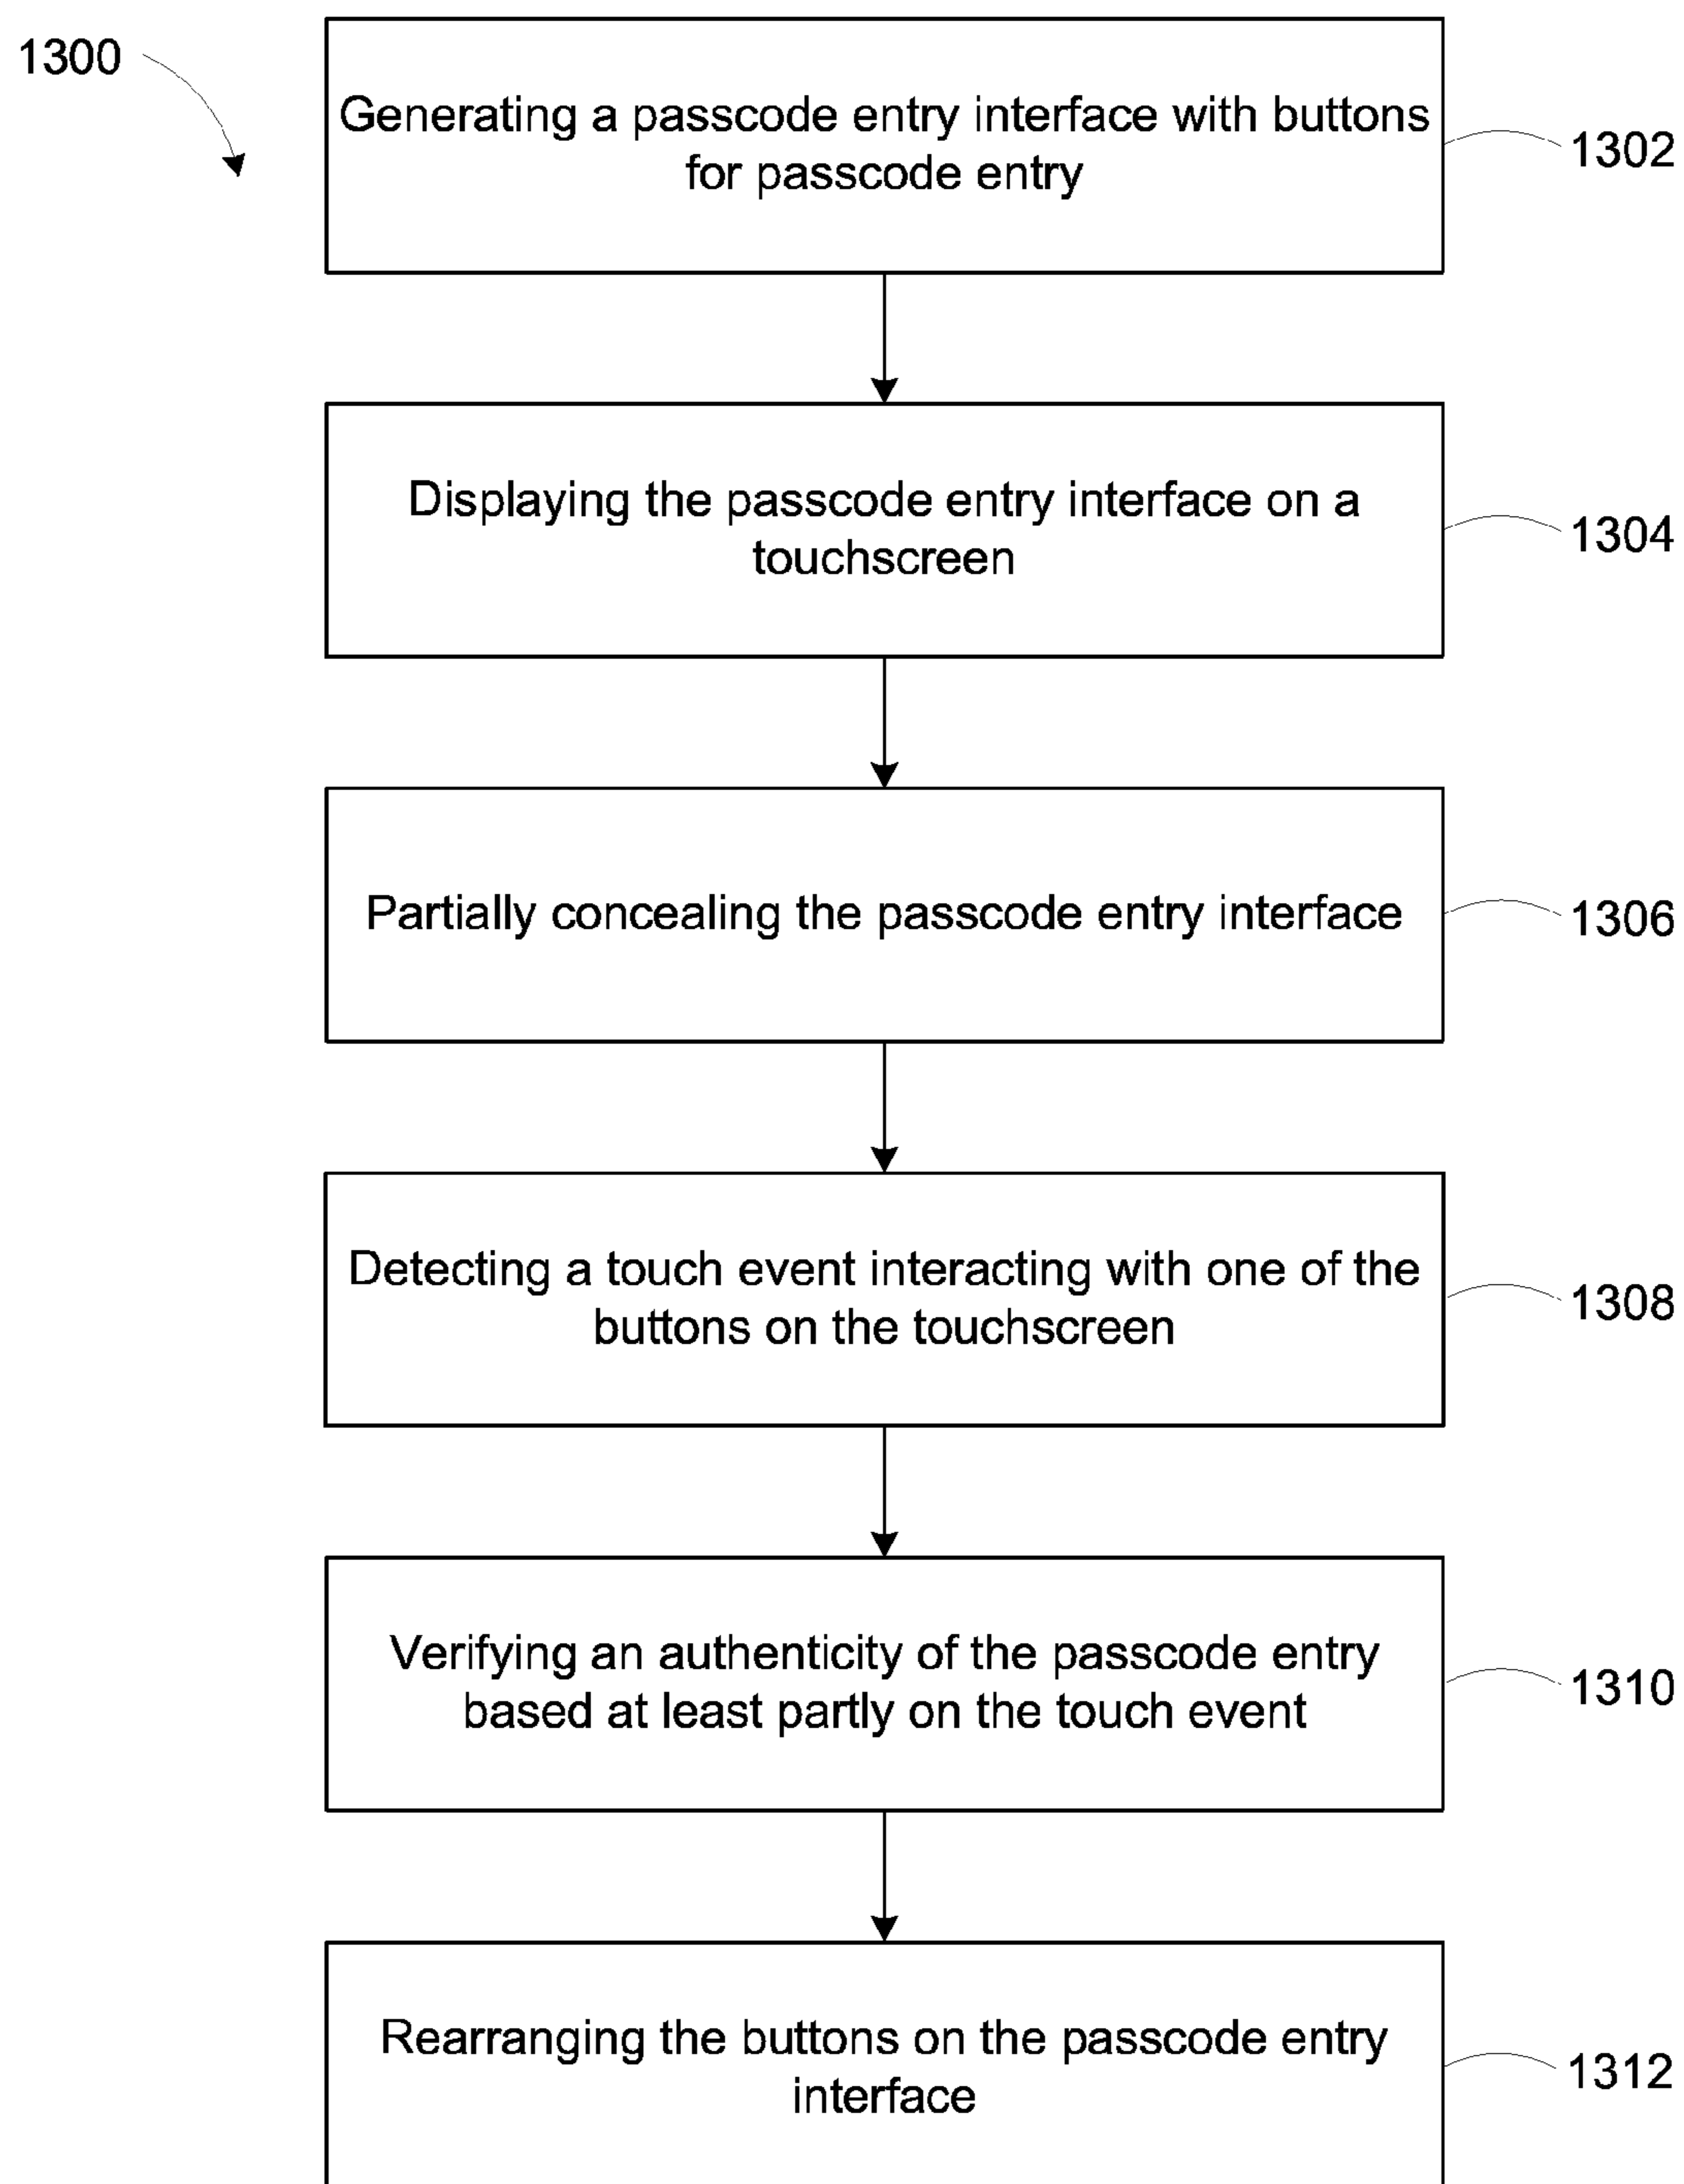 1300
Generating a passcode entry interface with buttons
for passcode entry
1302
Displaying the passcode entry interface on a
touchscreen
1304
Partially concealing the passcode entry interface
1306
Detecting a touch event interacting with one of the
buttons on the touchscreen
1308
Verifying an authenticity of the passcode entry
based at least partly on the touch event
1310
Rearranging the buttons on the passcode entry
interface
1312